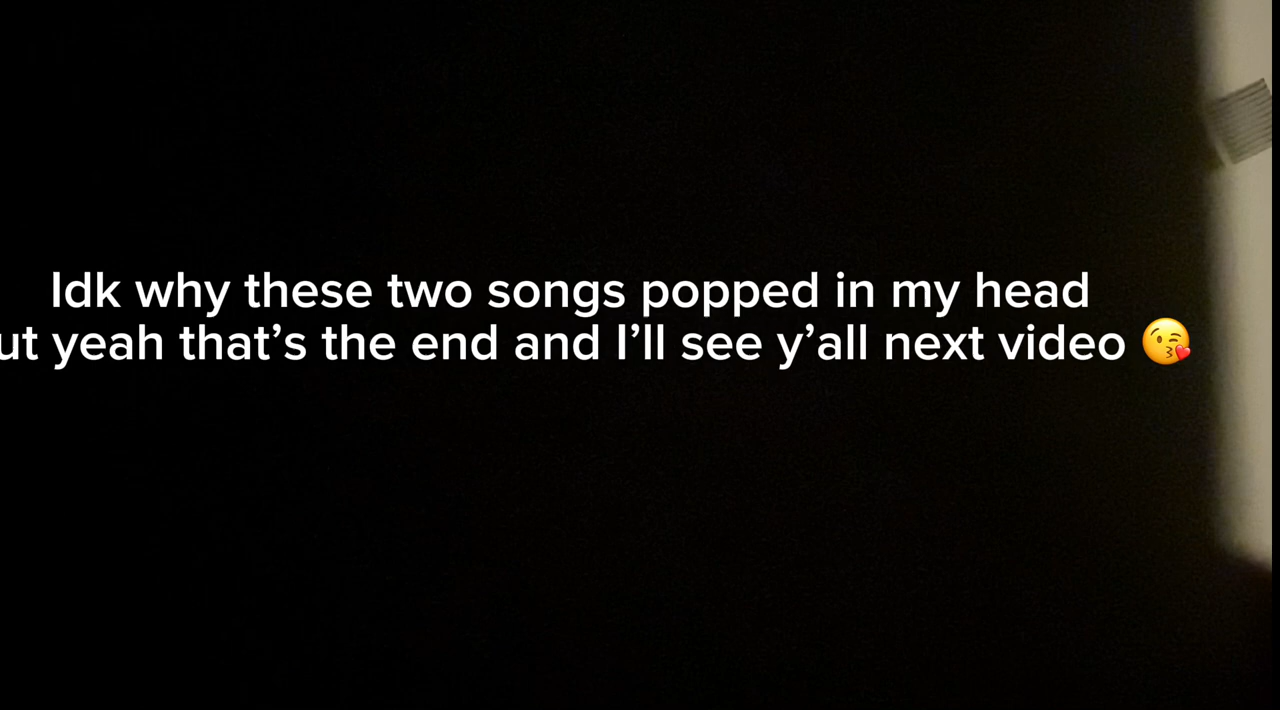 Idk why these two songs popped in my head
ut yeah that’s the end and I’ll see y’all next video 😘